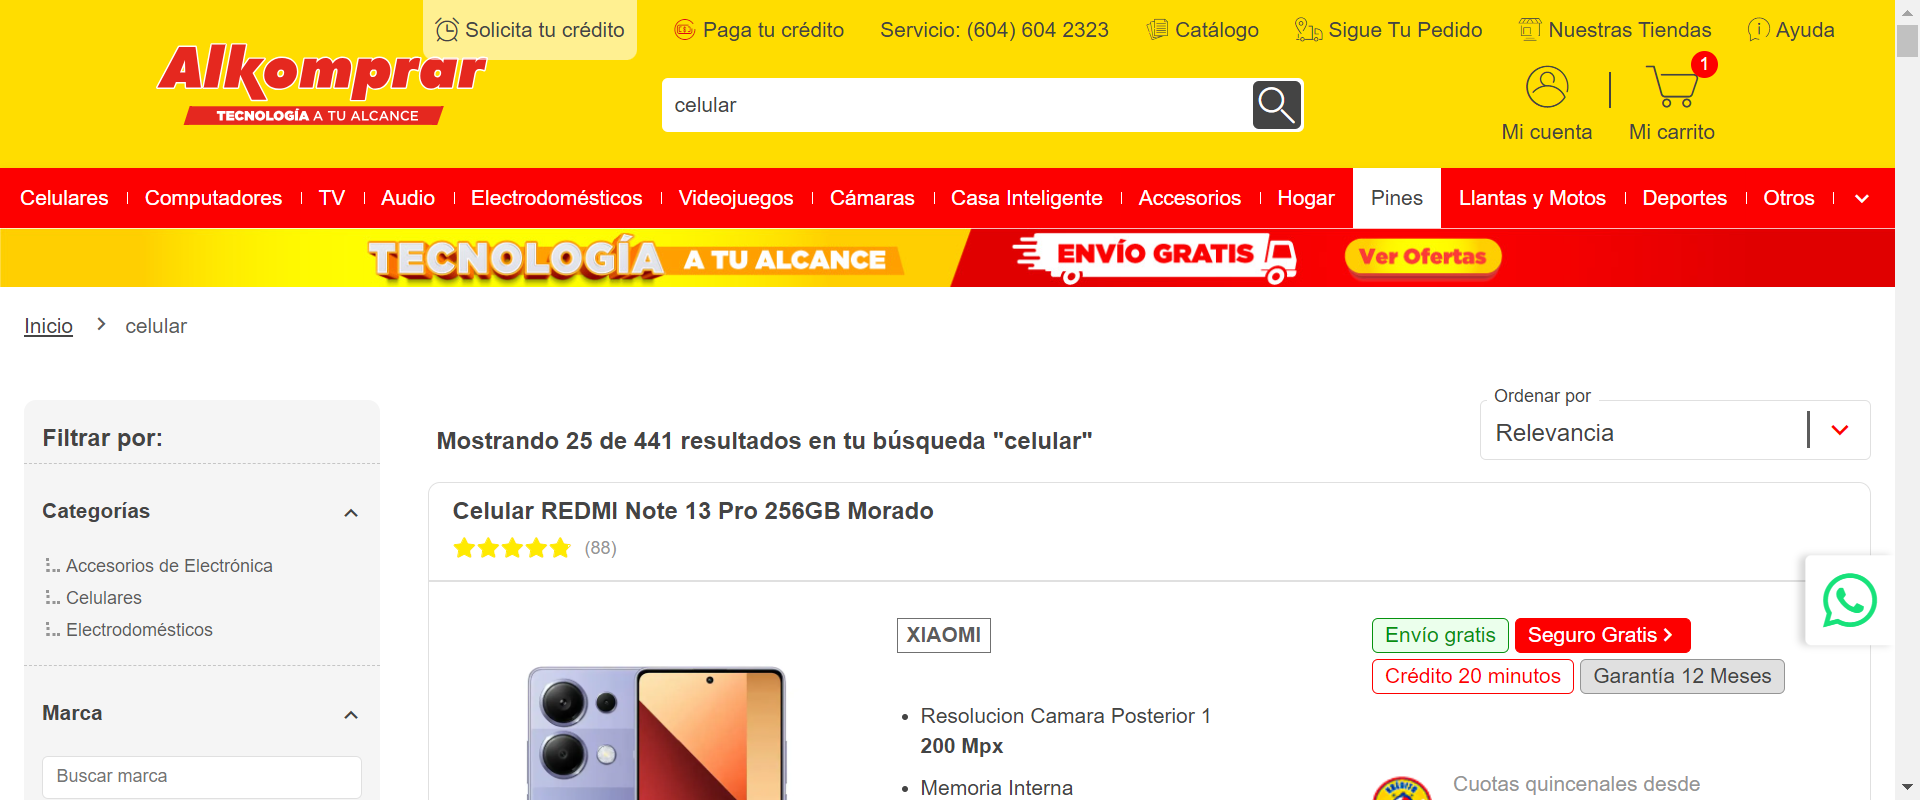 Solicita tu crédito
Paga tu crédito
Servicio: (604) 604 2323
Catálogo
Sigue Tu Pedido
Nuestras Tiendas
Ayuda
Alkomprar
TECNOLOGÍA A TU ALCANCE
celular
1
Mi cuenta
Mi carrito
Celulares
Computadores
TV
Audio
Electrodomésticos
Videojuegos
Cámaras
Casa Inteligente
Accesorios
Hogar
Pines
Llantas y Motos
Deportes
Otros
TECNOLOGÍA A TU ALCANCE
ENVÍO GRATIS
Ver Ofertas
Inicio
celular
Filtrar por:
Categorías
Accesorios de Electrónica
Celulares
Electrodomésticos
Marca
Buscar marca
Mostrando 25 de 441 resultados en tu búsqueda "celular"
Ordenar por
Relevancia
Celular REDMI Note 13 Pro 256GB Morado
(88)
XIAOMI
• Resolucion Camara Posterior 1
200 Mpx
• Memoria Interna
Envío gratis
Seguro Gratis
Crédito 20 minutos
Garantía 12 Meses
Cuotas quincenales desde